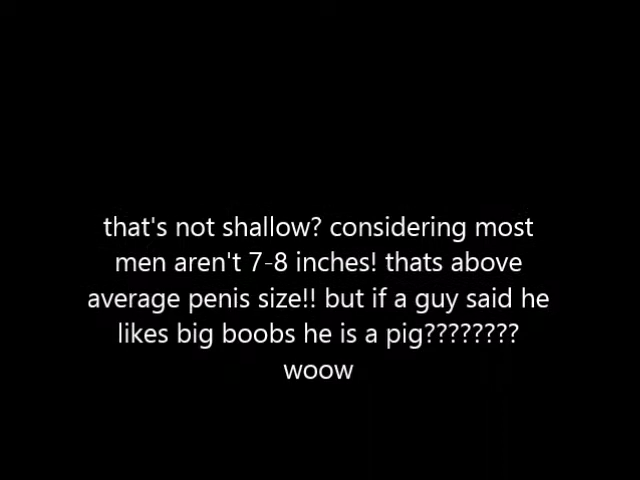 that's not shallow? considering most
men aren't 7-8 inches! thats above
average penis size!! but if a guy said he
likes big boobs he is a pig????????
woow